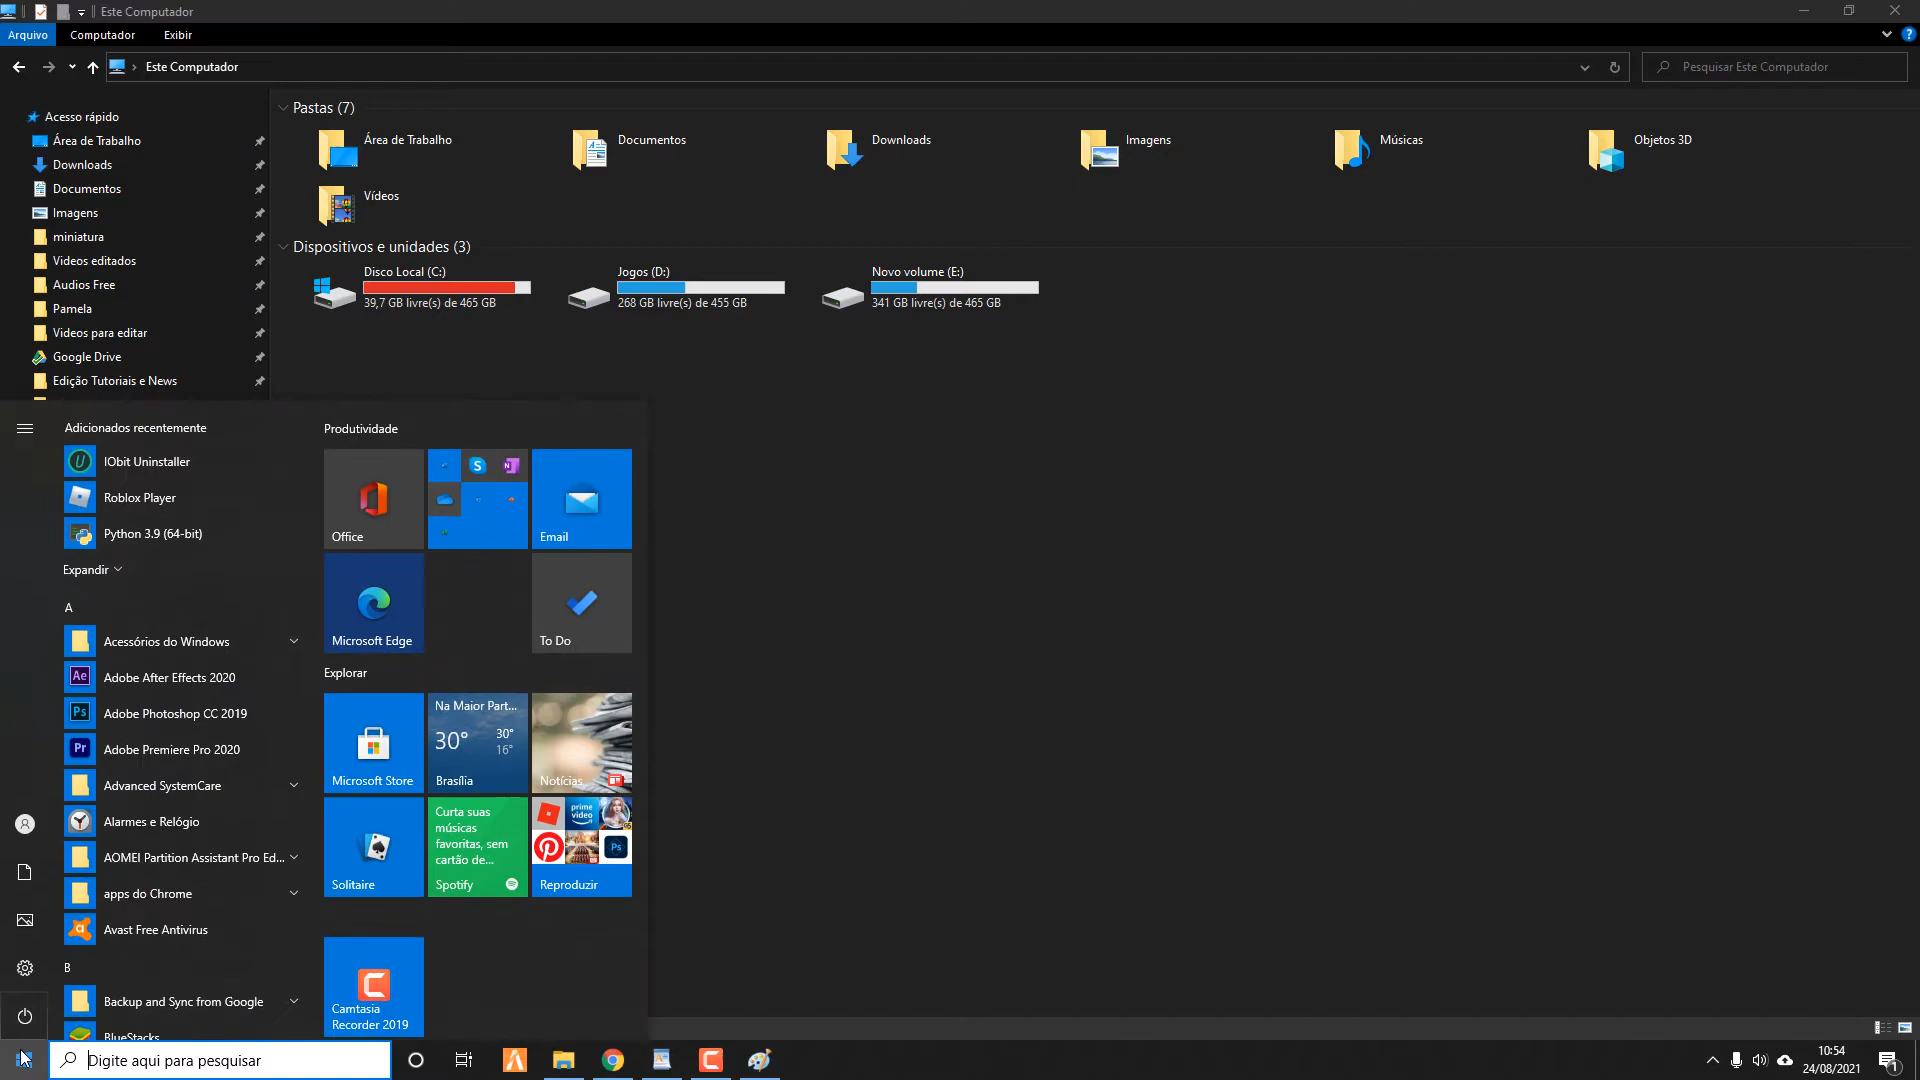 Este Computador
Arquivo
Computador
Exibir
Este Computador
Pesquisar Este Computador
Acesso rápido
Área de Trabalho
Downloads
Documentos
Imagens
miniatura
Videos editados
Audios Free
Pamela
Videos para editar
Google Drive
Edição Tutoriais e News
Pastas (7)
Área de Trabalho
Documentos
Downloads
Imagens
Músicas
Objetos 3D
Vídeos
Dispositivos e unidades (3)
Disco Local (C:)
39,7 GB livre(s) de 465 GB
Jogos (D:)
268 GB livre(s) de 455 GB
Novo volume (E:)
341 GB livre(s) de 465 GB
Adicionados recentemente
IObit Uninstaller
Roblox Player
Python 3.9 (64-bit)
Expandir
A
Acessórios do Windows
Adobe After Effects 2020
Adobe Photoshop CC 2019
Adobe Premiere Pro 2020
Advanced SystemCare
Alarmes e Relógio
AOMEI Partition Assistant Pro Ed...
apps do Chrome
Avast Free Antivirus
B
Backup and Sync from Google
BlueStacks
Produtividade
Office
Email
Microsoft Edge
To Do
Explorar
Microsoft Store
Na Maior Part...
30°
30°
16°
Brasília
Notícias
Solitaire
Curta suas
músicas
favoritas, sem
cartão de...
Spotify
prime
video
Reproduzir
Camtasia
Recorder 2019
Digite aqui para pesquisar
10:54
24/08/2021
1